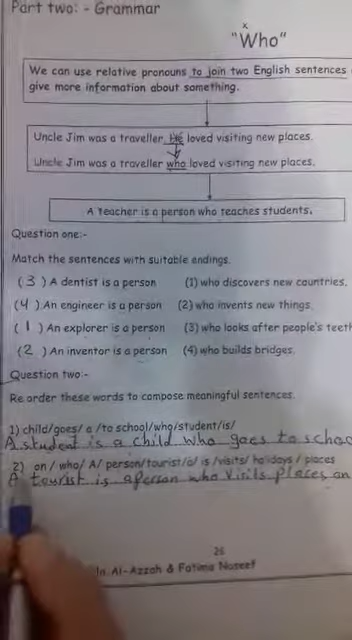 Part two: - Grammar
x
"Who"
We can use relative pronouns to join two English sentences
give more information about something.
Uncle Jim was a traveller. He loved visiting new places.
Uncle Jim was a traveller who loved visiting new places.
A teacher is a person who teaches students.
Question one:-
Match the sentences with suitable endings.
(3) A dentist is a person (1) who discovers new countries.
(4) An engineer is a person (2) who invents new things.
(1) An explorer is a person (3) who looks after people's teeth
(2) An inventor is a person (4) who builds bridges.
Question two:-
Re order these words to compose meaningful sentences.
1) child/goes/ a /to school/who/student/is/
A student is a child who goes to schoo
2) on / who/ A/ person/tourist/a/ is /visits/ holidays / places
A tourist is a person who visits places on
26
In Al-Azzah & Fatima Naseef